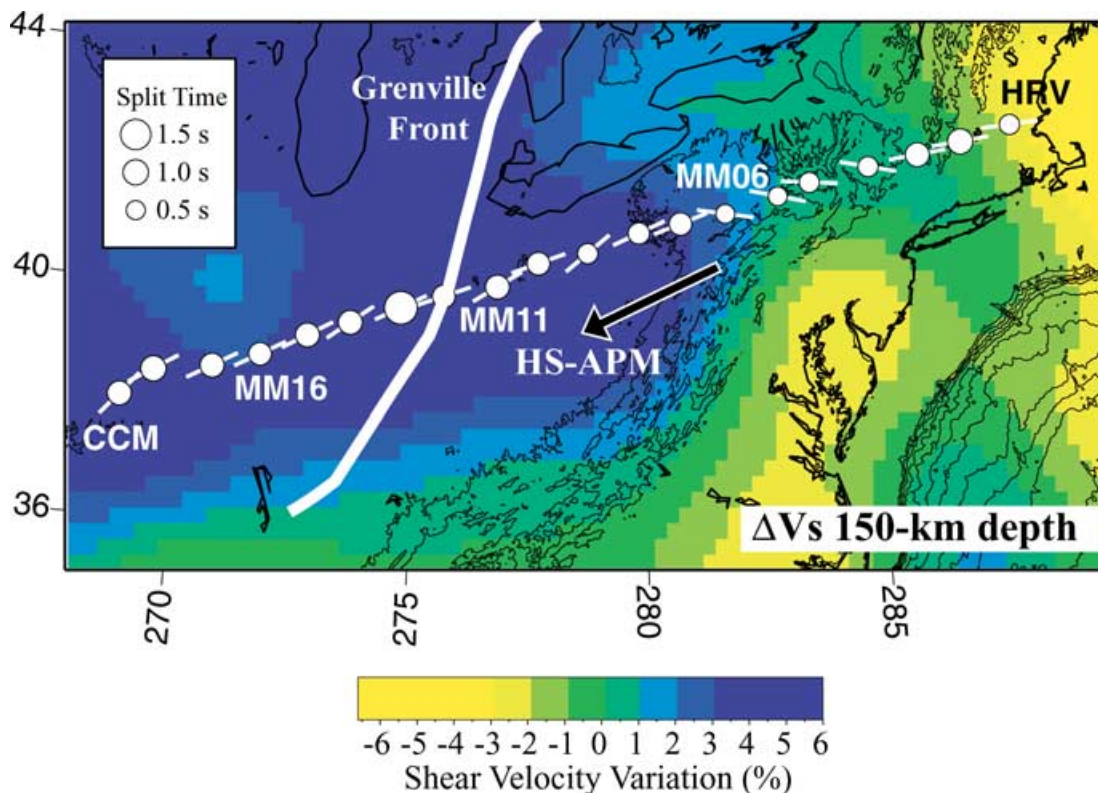 44
40
36
Split Time
1.5 s
1.0 s
0.5 s
Grenville
Front
HRV
MM06
MM11
HS-APM
MM16
CCM
ΔVs 150-km depth
270
275
280
285
-6 -5 -4 -3 -2 -1 0 1 2 3 4 5 6
Shear Velocity Variation (%)